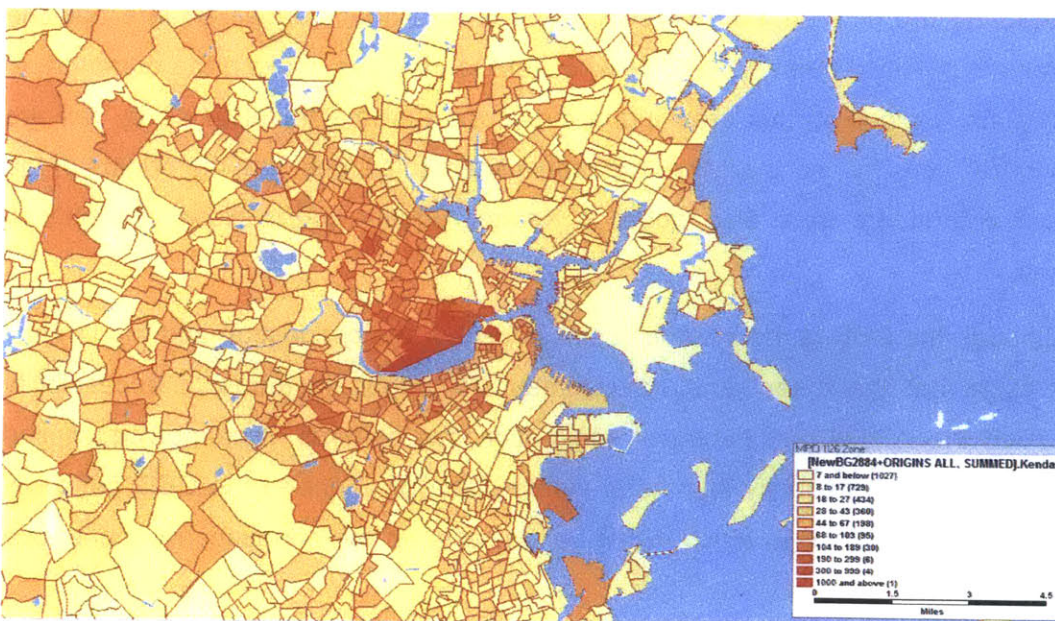 MPO 1126 Zone
[NewBG2884+ORIGINS ALL. SUMMED].Kenda
7 and below (1027)
8 to 17 (729)
18 to 27 (434)
28 to 43 (360)
44 to 67 (198)
68 to 103 (95)
104 to 189 (30)
190 to 299 (6)
300 to 999 (4)
1000 and above (1)
0 1.5 3 4.5
Miles